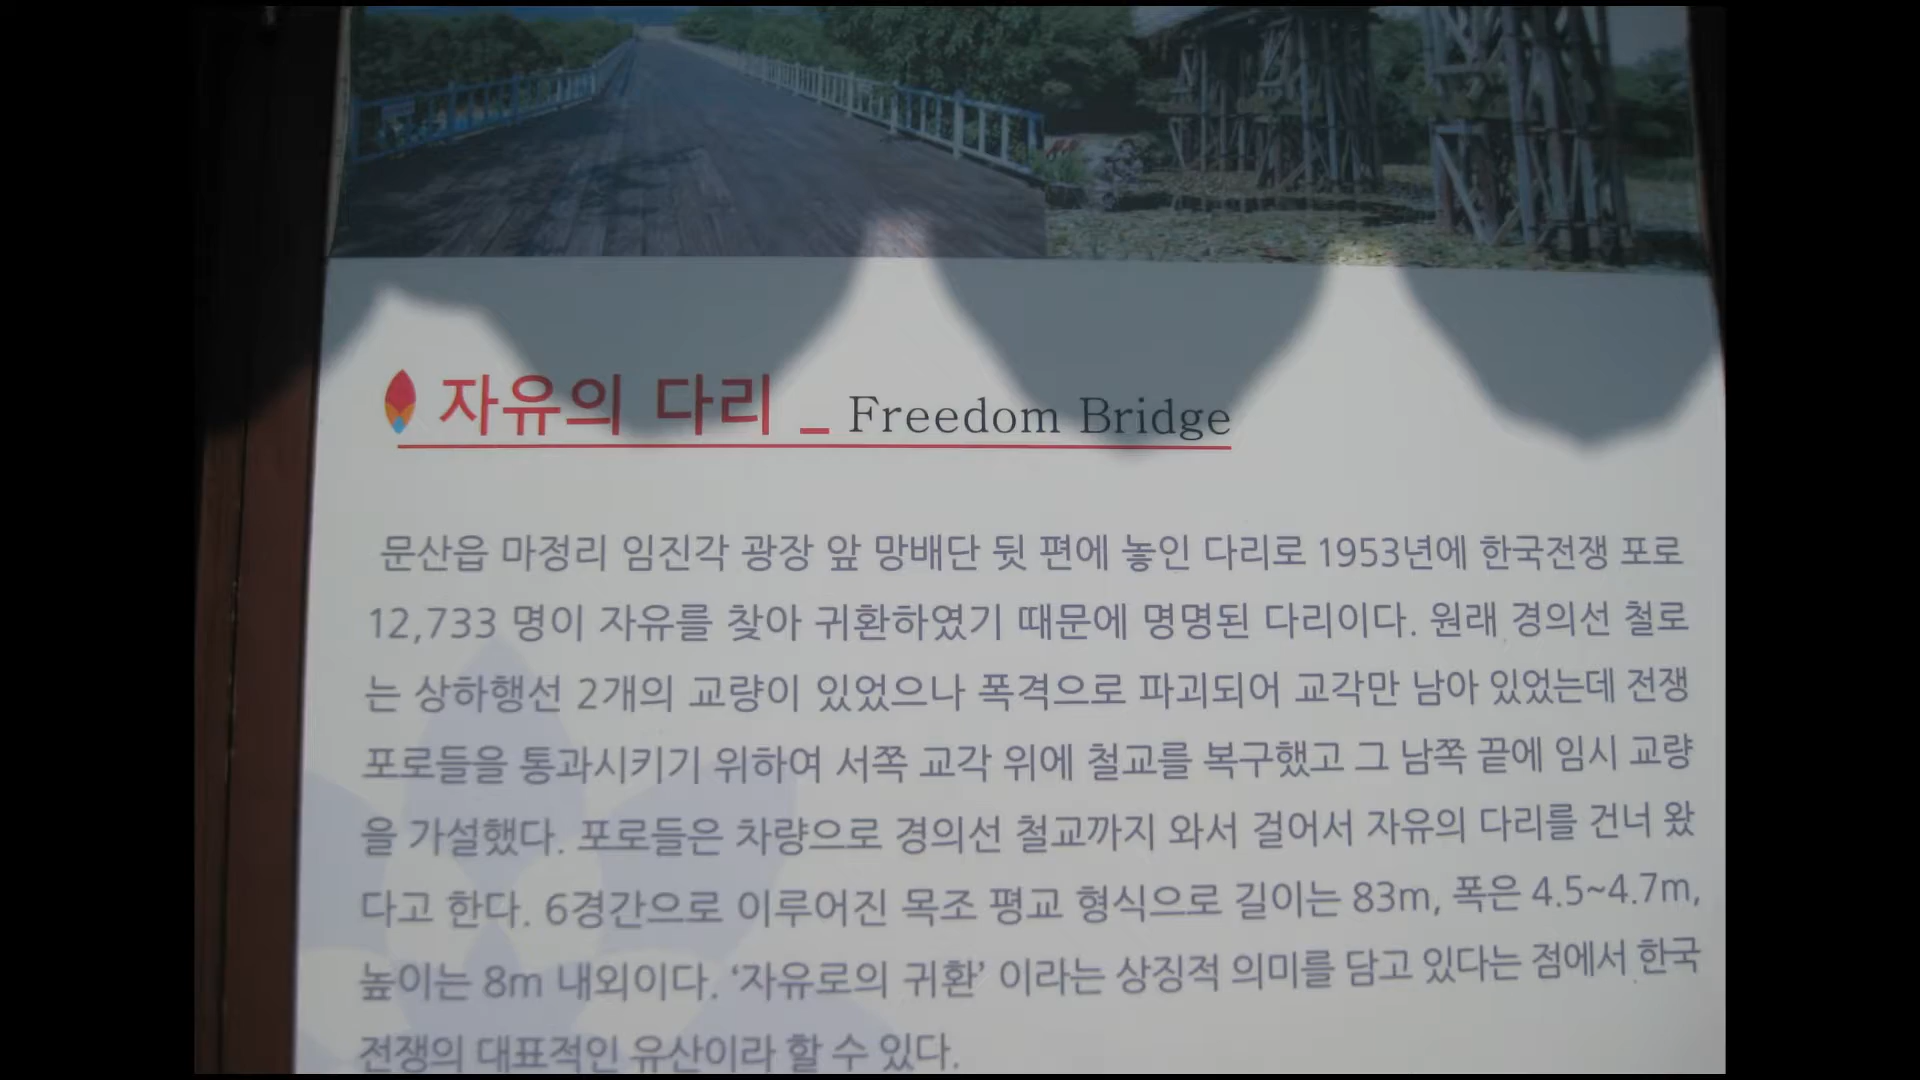 자유의 다리 _ Freedom Bridge
문산읍 마정리 임진각 광장 앞 망배단 뒷 편에 놓인 다리로 1953년에 한국전쟁 포로
12,733 명이 자유를 찾아 귀환하였기 때문에 명명된 다리이다. 원래 경의선 철로
는 상하행선 2개의 교량이 있었으나 폭격으로 파괴되어 교각만 남아 있었는데 전쟁
포로들을 통과시키기 위하여 서쪽 교각 위에 철교를 복구했고 그 남쪽 끝에 임시 교량
을 가설했다. 포로들은 차량으로 경의선 철교까지 와서 걸어서 자유의 다리를 건너 왔
다고 한다. 6경간으로 이루어진 목조 평교 형식으로 길이는 83m, 폭은 4.5~4.7m,
높이는 8m 내외이다. ‘자유로의 귀환’ 이라는 상징적 의미를 담고 있다는 점에서 한국
전쟁의 대표적인 유산이라 할 수 있다.